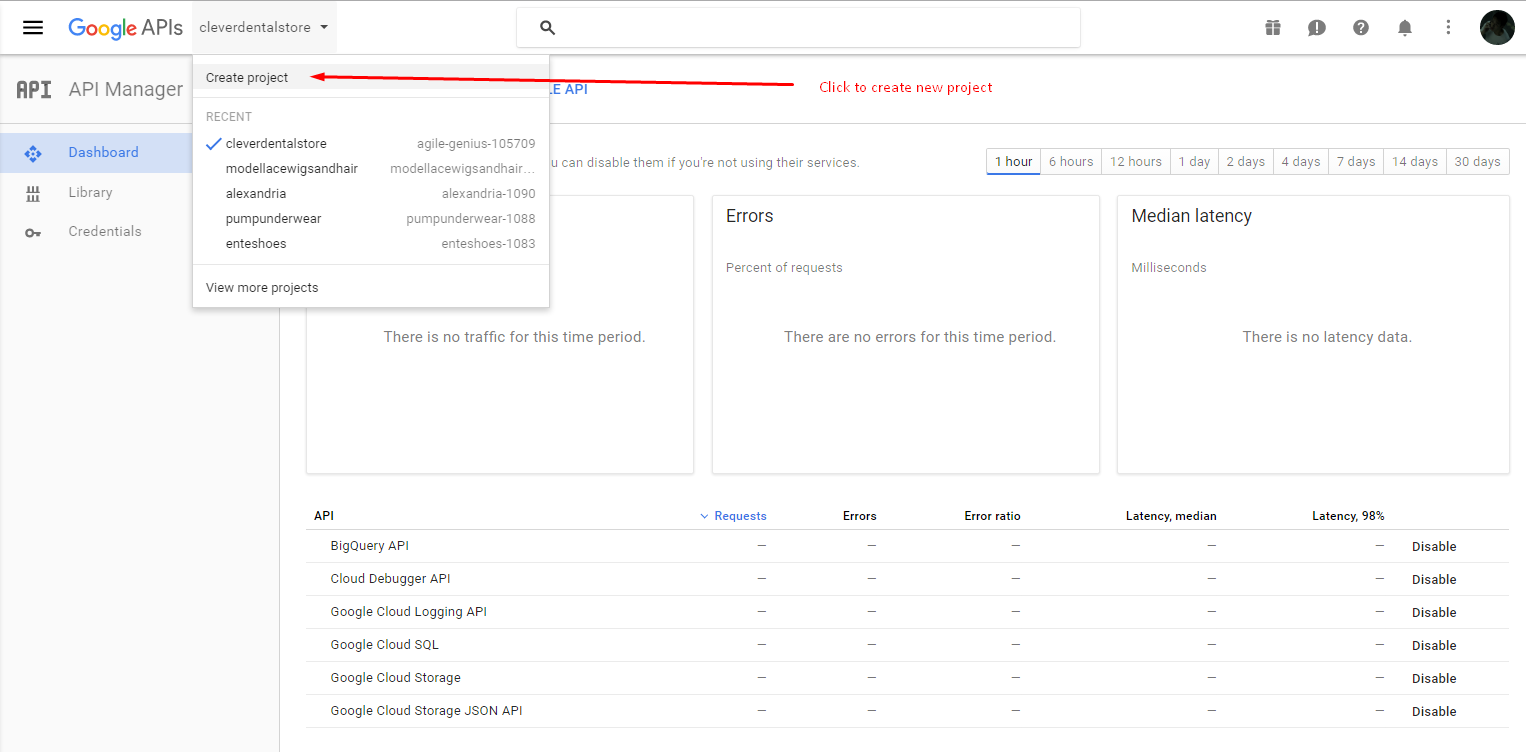 Google APIs cleverdentalstore
Create project
Click to create new project
API API Manager
LE API
RECENT
cleverdentalstore agile-genius-105709
modellacewigsandhair modellacewigsandhair...
alexandria alexandria-1090
pumpunderwear pumpunderwear-1088
enteshoes enteshoes-1083
View more projects
Dashboard
Library
Credentials
u can disable them if you're not using their services.
1 hour 6 hours 12 hours 1 day 2 days 4 days 7 days 14 days 30 days
There is no traffic for this time period.
Errors
Percent of requests
There are no errors for this time period.
Median latency
Milliseconds
There is no latency data.
API Requests Errors Error ratio Latency, median Latency, 98%
BigQuery API — — — — — Disable
Cloud Debugger API — — — — — Disable
Google Cloud Logging API — — — — — Disable
Google Cloud SQL — — — — — Disable
Google Cloud Storage — — — — — Disable
Google Cloud Storage JSON API — — — — — Disable